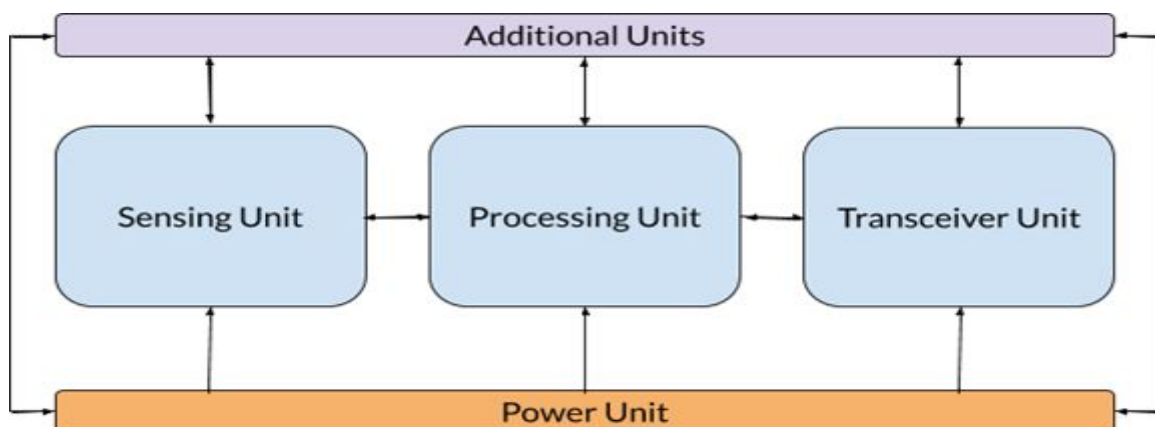 Additional Units
Sensing Unit
Processing Unit
Transceiver Unit
Power Unit